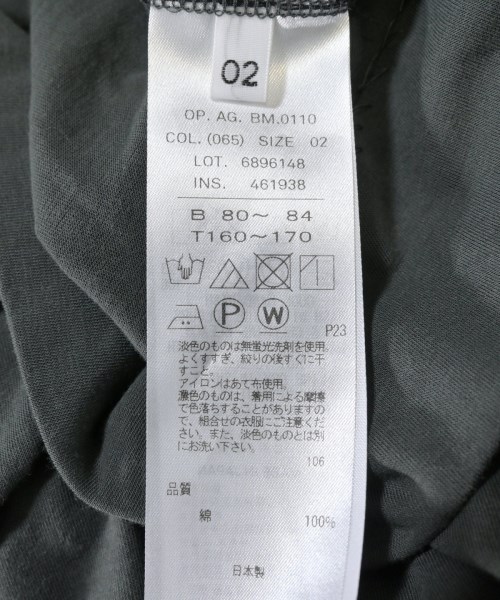 02
OP. AG. BM.0110
COL. (065) SIZE 02
LOT. 6896148
INS. 461938
B 80～ 84
T160～170
P
W
P23
淡色のものは無蛍光洗剤を使用。
よくすすぎ、絞りの後すぐに干
すこと。
アイロンはあて布使用。
濃色のものは、着用による摩擦
で色落ちすることがありますの
で、組合せの衣服にご注意くだ
さい。また、淡色のものとは別
にお洗い下さい。
106
品質
綿 100%
日本製